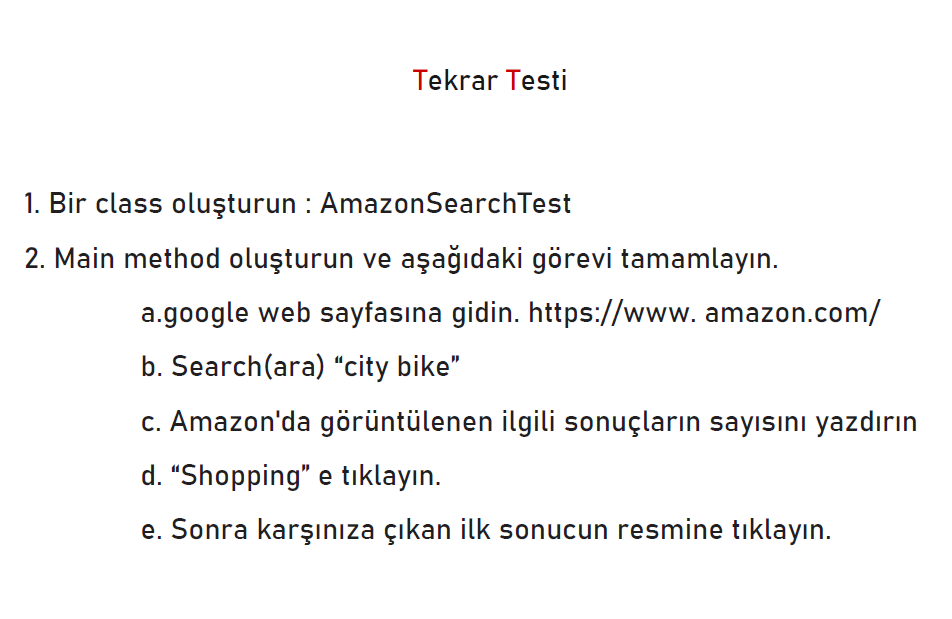 Tekrar Testi
1. Bir class oluşturun : AmazonSearchTest
2. Main method oluşturun ve aşağıdaki görevi tamamlayın.
a.google web sayfasına gidin. https://www. amazon.com/
b. Search(ara) “city bike”
c. Amazon'da görüntülenen ilgili sonuçların sayısını yazdırın
d. “Shopping” e tıklayın.
e. Sonra karşınıza çıkan ilk sonucun resmine tıklayın.